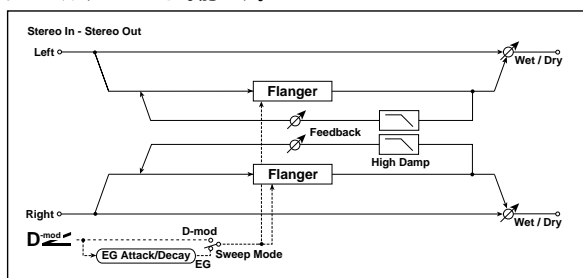 Stereo In - Stereo Out
Left
Wet / Dry
Flanger
Feedback
High Damp
Flanger
Right
Wet / Dry
D-mod
D-mod
EG Attack/Decay
EG
Sweep Mode